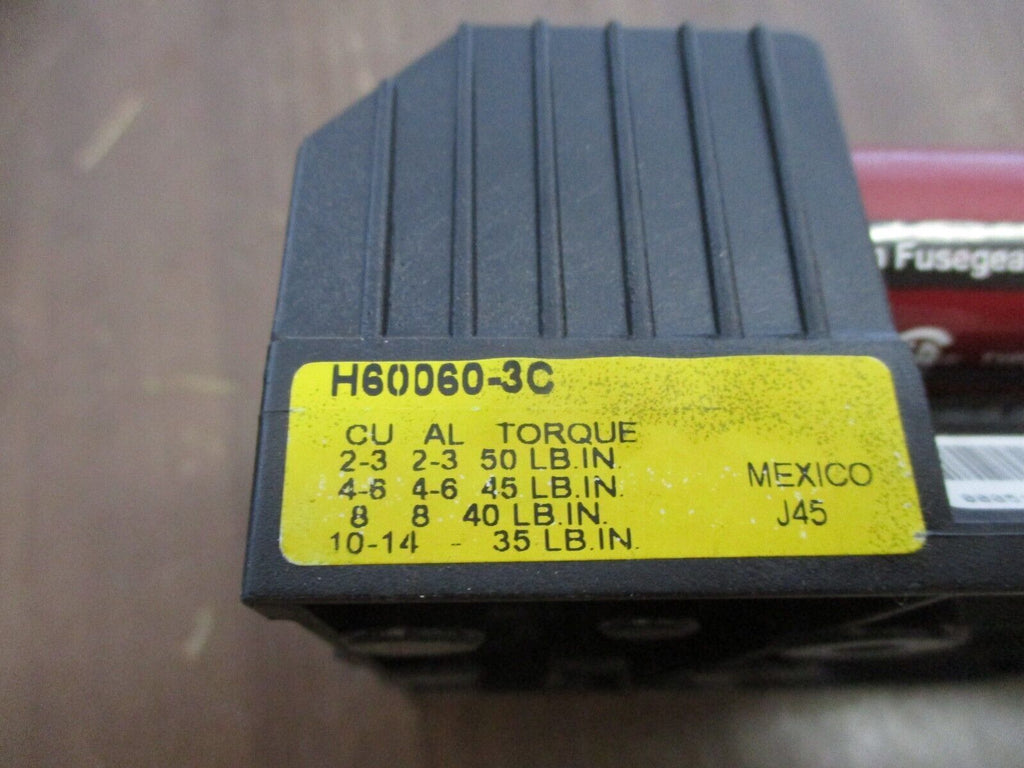 H60060-3C
CU AL TORQUE
2-3 2-3 50 LB.IN.
4-6 4-6 45 LB.IN.
8 8 40 LB.IN.
10-14 - 35 LB.IN.
MEXICO
J45
Fusegea